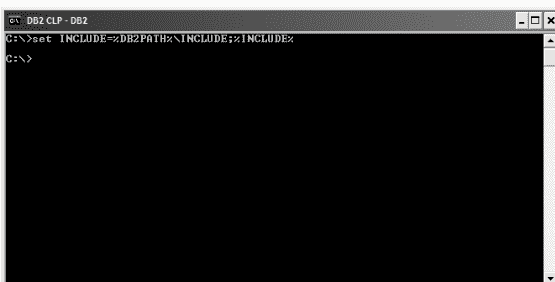 DB2 CLP - DB2
C:\>set INCLUDE=%DB2PATH%\INCLUDE;%INCLUDE%
C:\>